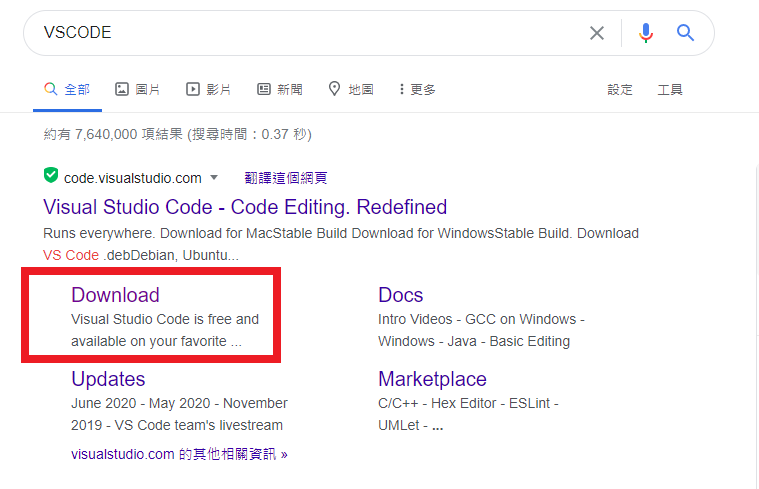 VSCODE
全部 圖片 影片 新聞 地圖 更多 設定 工具
約有 7,640,000 項結果 (搜尋時間：0.37 秒)
code.visualstudio.com 翻譯這個網頁
Visual Studio Code - Code Editing. Redefined
Runs everywhere. Download for MacStable Build Download for WindowsStable Build. Download
VS Code .debDebian, Ubuntu...
Download
Visual Studio Code is free and
available on your favorite ...
Docs
Intro Videos - GCC on Windows -
Windows - Java - Basic Editing
Updates
June 2020 - May 2020 - November
2019 - VS Code team's livestream
Marketplace
C/C++ - Hex Editor - ESLint -
UMLet - ...
visualstudio.com 的其他相關資訊 »